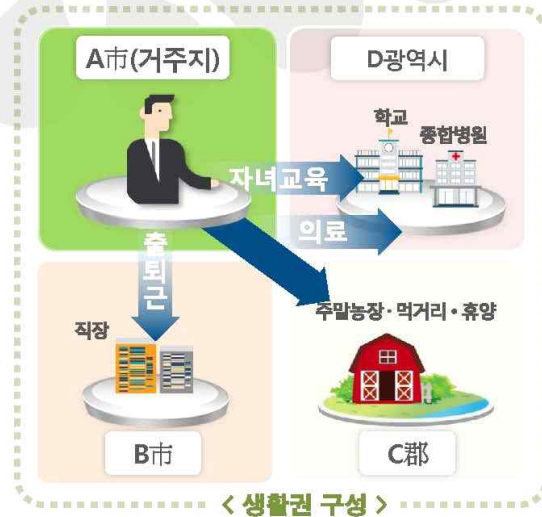 A市(거주지)
D광역시
학교
종합병원
자녀교육
의료
출퇴근
직장
주말농장·먹거리·휴양
B市
C郡
< 생활권 구성 >